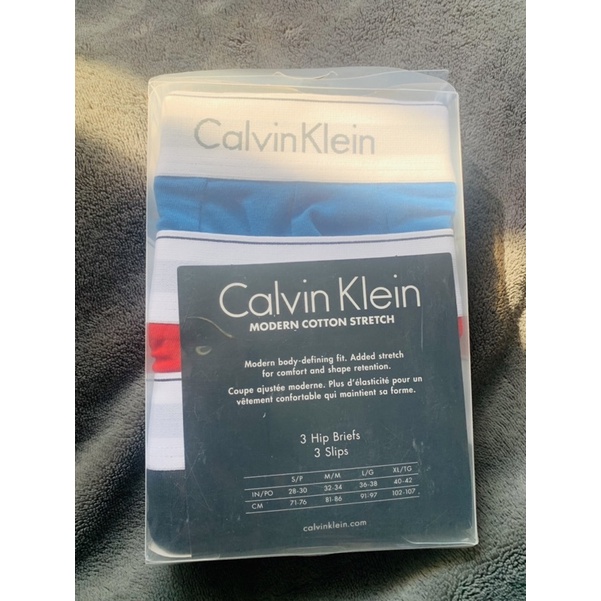 CalvinKlein
Calvin Klein
MODERN COTTON STRETCH
Modern body-defining fit. Added stretch
for comfort and shape retention.
Coupe ajustée moderne. Plus d'élasticité pour un
vêtement confortable qui maintient sa forme.
3 Hip Briefs
3 Slips
S/P M/M L/G XL/TG
IN/PO 28-30 32-34 36-38 40-42
CM 71-76 81-86 91-97 102-107
calvinklein.com